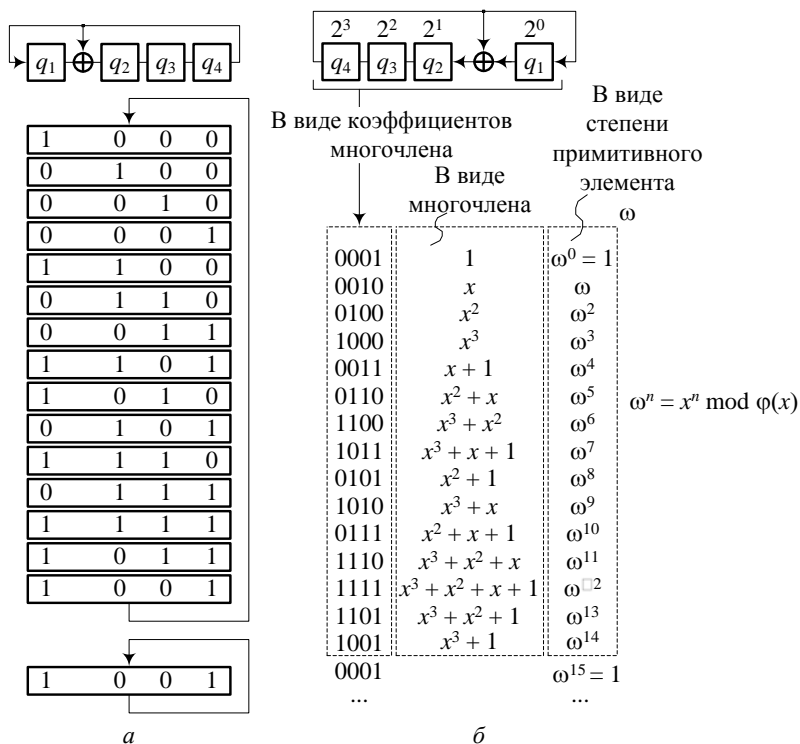 q1 ⊕ q2 q3 q4
1 0 0 0
0 1 0 0
0 0 1 0
0 0 0 1
1 1 0 0
0 1 1 0
0 0 1 1
1 1 0 1
1 0 1 0
0 1 0 1
1 1 1 0
0 1 1 1
1 1 1 1
1 0 1 1
1 0 0 1
1 0 0 1
а
2³ 2² 2¹ 2⁰
q4 q3 q2 ⊕ q1
В виде коэффициентов
многочлена
В виде
многочлена
В виде
степени
примитивного
элемента
ω
0001 1 ω⁰ = 1
0010 x ω
0100 x² ω²
1000 x³ ω³
0011 x + 1 ω⁴
0110 x² + x ω⁵
1100 x³ + x² ω⁶
1011 x³ + x + 1 ω⁷
0101 x² + 1 ω⁸
1010 x³ + x ω⁹
0111 x² + x + 1 ω¹⁰
1110 x³ + x² + x ω¹¹
1111 x³ + x² + x + 1 ω□²
1101 x³ + x² + 1 ω¹³
1001 x³ + 1 ω¹⁴
0001 ω¹⁵ = 1
... ...
ωⁿ = xⁿ mod φ(x)
б